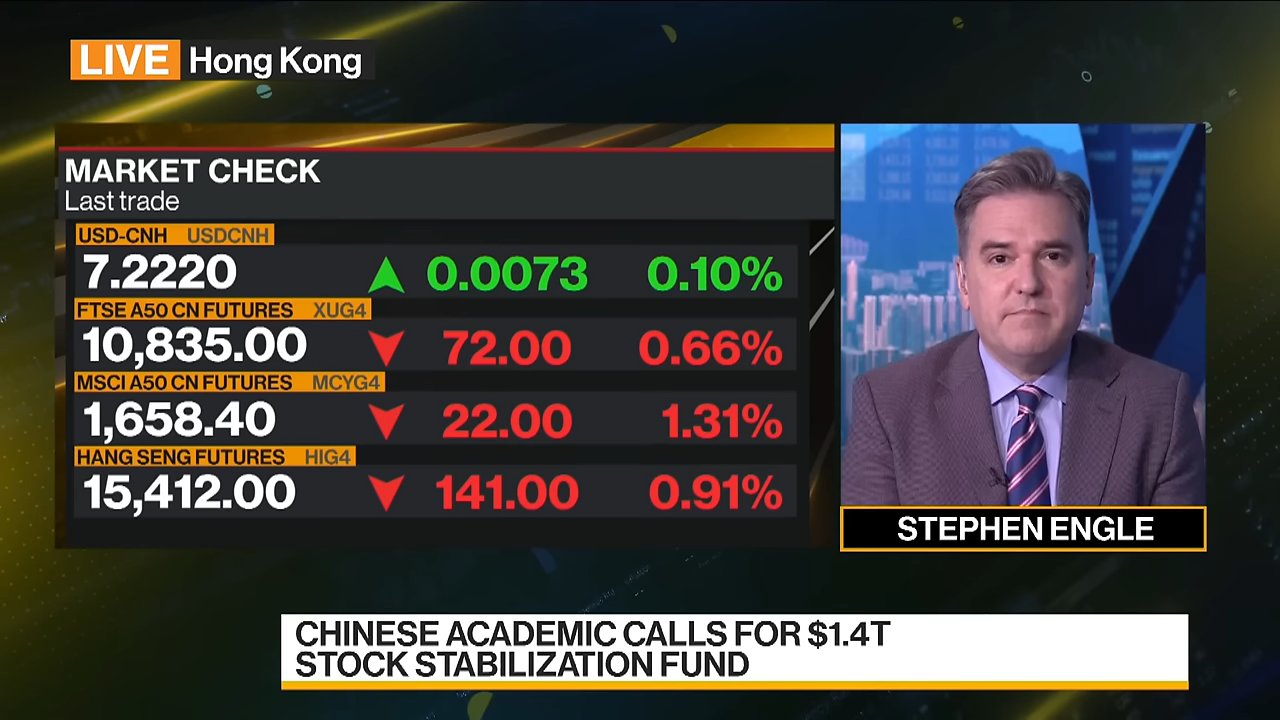 LIVE Hong Kong
MARKET CHECK
Last trade
USD-CNH USDCNH
7.2220 0.0073 0.10%
FTSE A50 CN FUTURES XUG4
10,835.00 72.00 0.66%
MSCI A50 CN FUTURES MCYG4
1,658.40 22.00 1.31%
HANG SENG FUTURES HIG4
15,412.00 141.00 0.91%
STEPHEN ENGLE
CHINESE ACADEMIC CALLS FOR $1.4T
STOCK STABILIZATION FUND